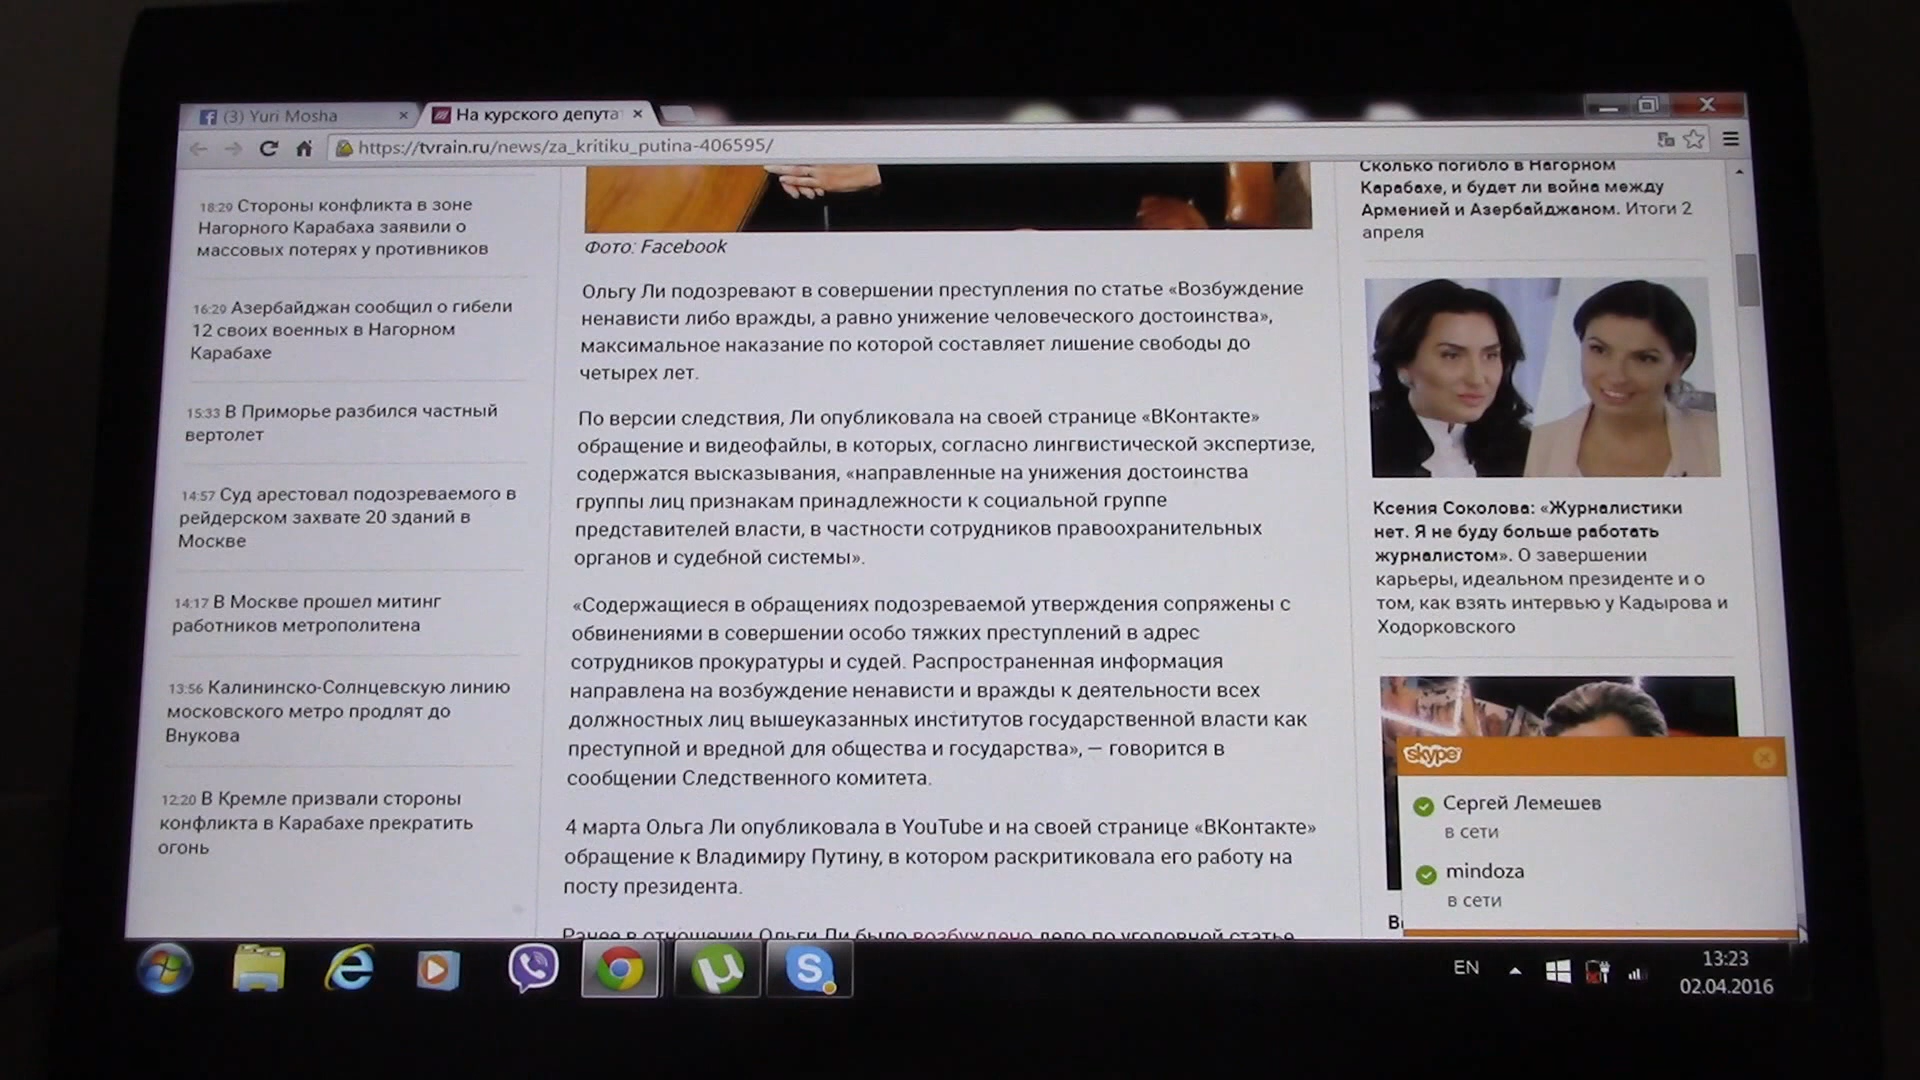 (3) Yuri Mosha
На курского депута
https://tvrain.ru/news/za_kritiku_putina-406595/
18:29 Стороны конфликта в зоне
Нагорного Карабаха заявили о
массовых потерях у противников
16:29 Азербайджан сообщил о гибели
12 своих военных в Нагорном
Карабахе
15:33 В Приморье разбился частный
вертолет
14:57 Суд арестовал подозреваемого в
рейдерском захвате 20 зданий в
Москве
14:17 В Москве прошел митинг
работников метрополитена
13:56 Калининско-Солнцевскую линию
московского метро продлят до
Внукова
12:20 В Кремле призвали стороны
конфликта в Карабахе прекратить
огонь
Фото: Facebook
Ольгу Ли подозревают в совершении преступления по статье «Возбуждение
ненависти либо вражды, а равно унижение человеческого достоинства»,
максимальное наказание по которой составляет лишение свободы до
четырех лет.
По версии следствия, Ли опубликовала на своей странице «ВКонтакте»
обращение и видеофайлы, в которых, согласно лингвистической экспертизе,
содержатся высказывания, «направленные на унижения достоинства
группы лиц признакам принадлежности к социальной группе
представителей власти, в частности сотрудников правоохранительных
органов и судебной системы».
«Содержащиеся в обращениях подозреваемой утверждения сопряжены с
обвинениями в совершении особо тяжких преступлений в адрес
сотрудников прокуратуры и судей. Распространенная информация
направлена на возбуждение ненависти и вражды к деятельности всех
должностных лиц вышеуказанных институтов государственной власти как
преступной и вредной для общества и государства», — говорится в
сообщении Следственного комитета.
4 марта Ольга Ли опубликовала в YouTube и на своей странице «ВКонтакте»
обращение к Владимиру Путину, в котором раскритиковала его работу на
посту президента.
Ранее в отношении Ольги Ли было возбуждено дело по уголовной статье
Сколько погибло в Нагорном
Карабахе, и будет ли война между
Арменией и Азербайджаном. Итоги 2
апреля
Ксения Соколова: «Журналистики
нет. Я не буду больше работать
журналистом». О завершении
карьеры, идеальном президенте и о
том, как взять интервью у Кадырова и
Ходорковского
skype
Сергей Лемешев
в сети
mindoza
в сети
EN
13:23
02.04.2016